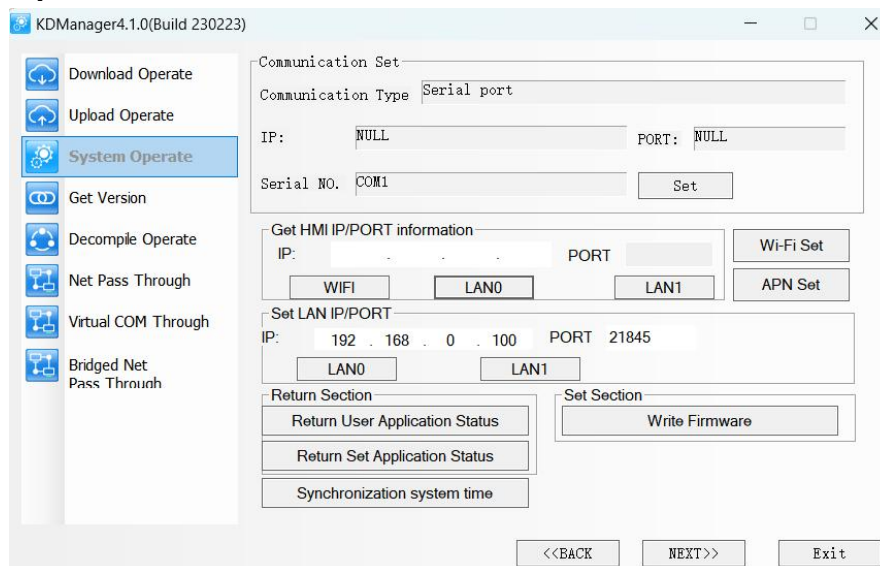 KDManager4.1.0(Build 230223)
Download Operate
Upload Operate
System Operate
Get Version
Decompile Operate
Net Pass Through
Virtual COM Through
Bridged Net
Pass Through
Communication Set
Communication Type Serial port
IP: NULL PORT: NULL
Serial NO. COM1 Set
Get HMI IP/PORT information
IP: . . . PORT
WIFI LAN0 LAN1
Wi-Fi Set
APN Set
Set LAN IP/PORT
IP: 192 . 168 . 0 . 100 PORT 21845
LAN0 LAN1
Return Section
Return User Application Status
Return Set Application Status
Synchronization system time
Set Section
Write Firmware
<<BACK NEXT>> Exit